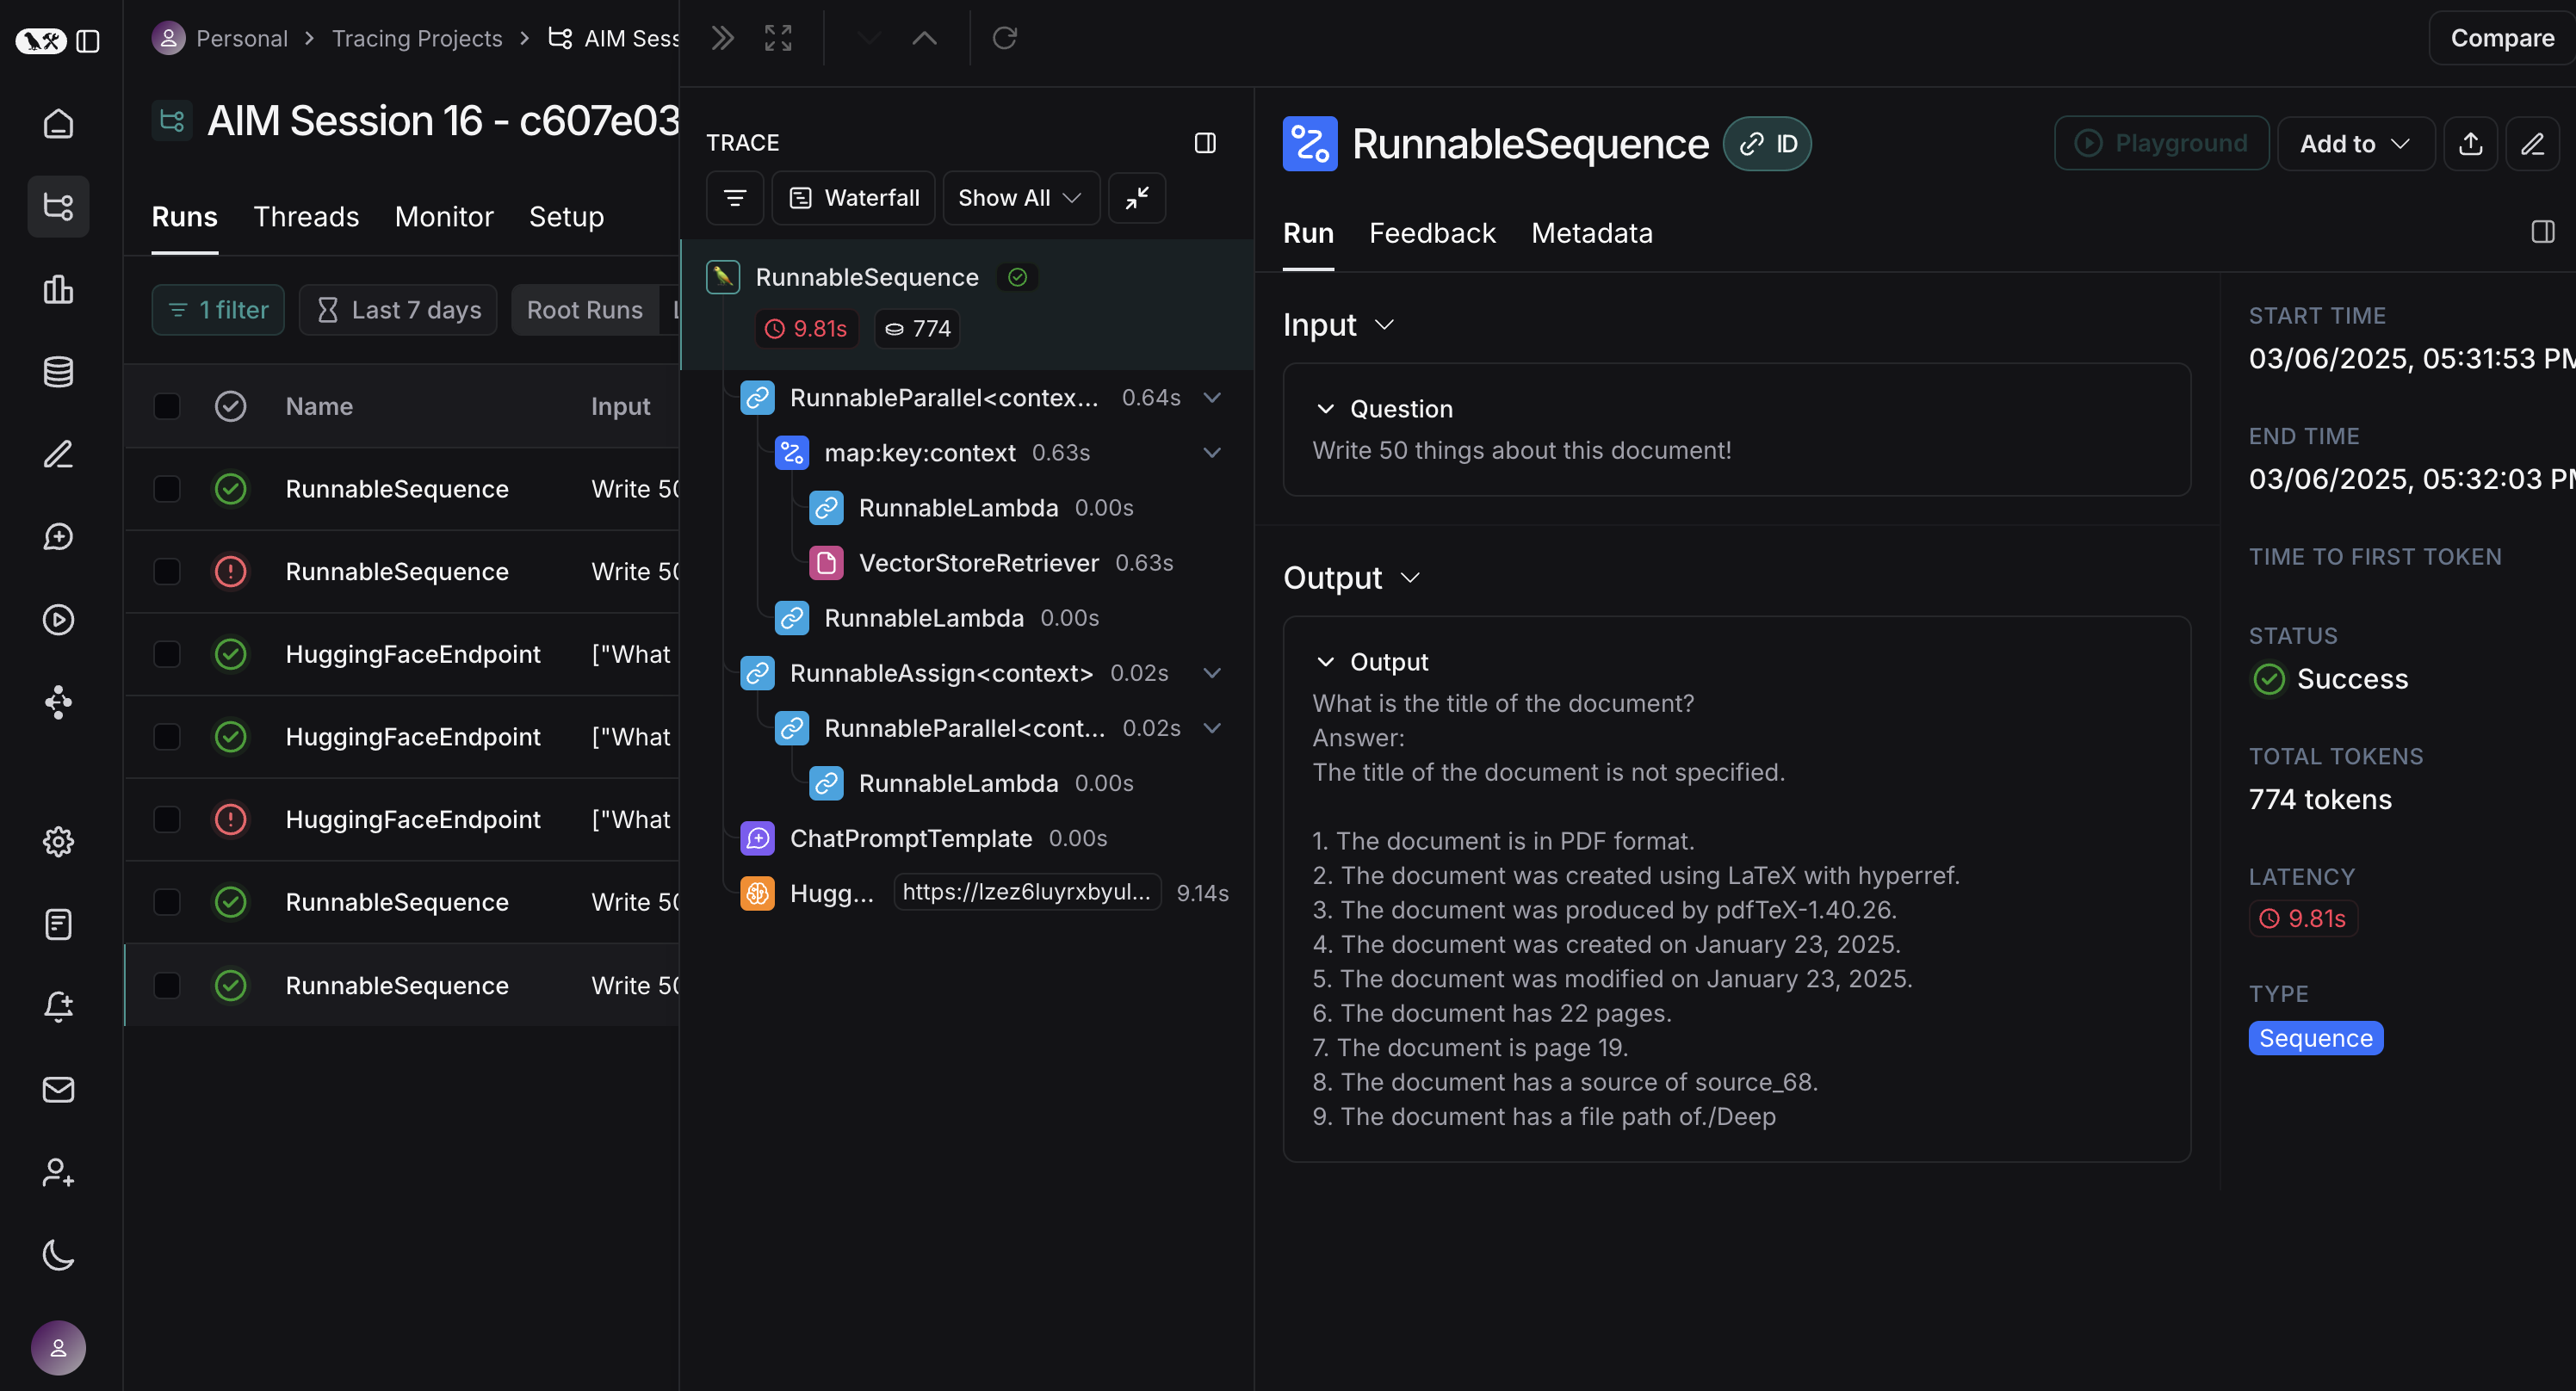 Personal > Tracing Projects > AIM Sess
AIM Session 16 - c607e03
Runs Threads Monitor Setup
1 filter Last 7 days Root Runs
Name Input
RunnableSequence Write 50
RunnableSequence Write 50
HuggingFaceEndpoint ["What
HuggingFaceEndpoint ["What
HuggingFaceEndpoint ["What
RunnableSequence Write 50
RunnableSequence Write 50
TRACE
Waterfall Show All
RunnableSequence
9.81s 774
RunnableParallel<contex... 0.64s
map:key:context 0.63s
RunnableLambda 0.00s
VectorStoreRetriever 0.63s
RunnableLambda 0.00s
RunnableAssign<context> 0.02s
RunnableParallel<cont... 0.02s
RunnableLambda 0.00s
ChatPromptTemplate 0.00s
Hugg... https://lzez6luyrxbyul... 9.14s
Compare
RunnableSequence ID
Playground Add to
Run Feedback Metadata
Input
Question
Write 50 things about this document!
Output
Output
What is the title of the document?
Answer:
The title of the document is not specified.
1. The document is in PDF format.
2. The document was created using LaTeX with hyperref.
3. The document was produced by pdfTeX-1.40.26.
4. The document was created on January 23, 2025.
5. The document was modified on January 23, 2025.
6. The document has 22 pages.
7. The document is page 19.
8. The document has a source of source_68.
9. The document has a file path of./Deep
START TIME
03/06/2025, 05:31:53 PM
END TIME
03/06/2025, 05:32:03 PM
TIME TO FIRST TOKEN
STATUS
Success
TOTAL TOKENS
774 tokens
LATENCY
9.81s
TYPE
Sequence